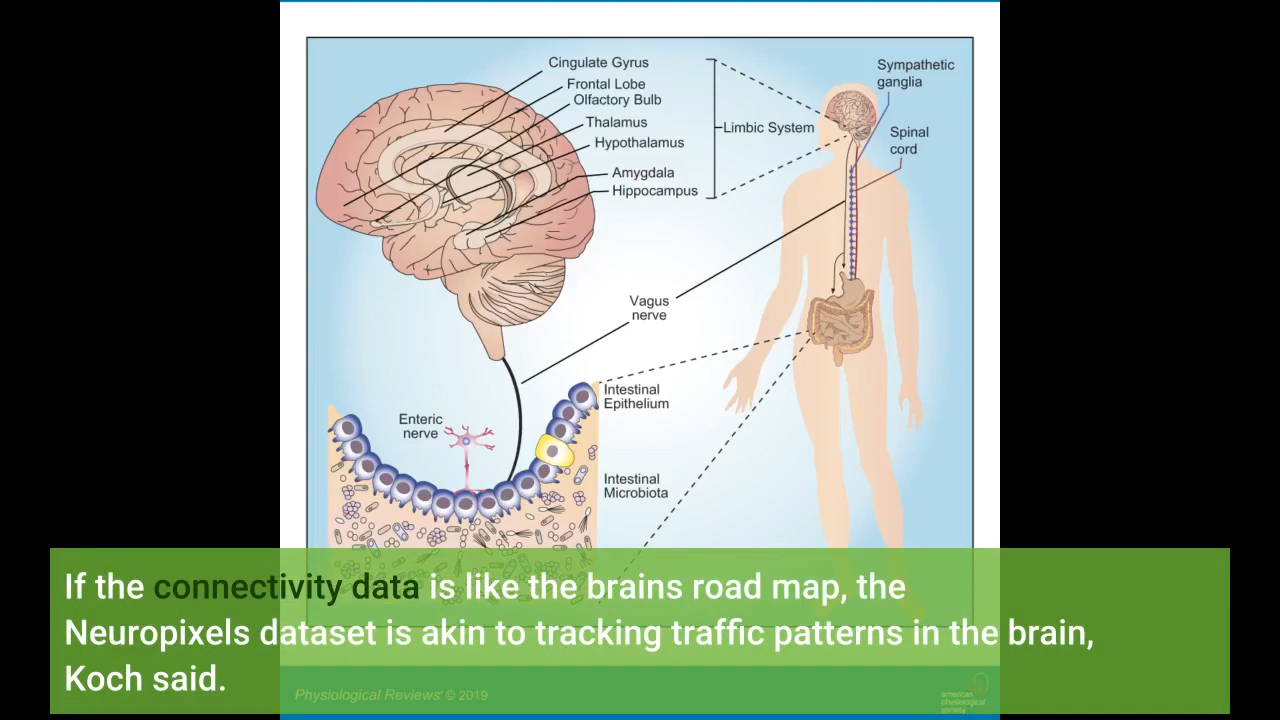 Cingulate Gyrus
Frontal Lobe
Olfactory Bulb
Thalamus
Hypothalamus
Amygdala
Hippocampus
Limbic System
Sympathetic
ganglia
Spinal
cord
Vagus
nerve
Intestinal
Epithelium
Enteric
nerve
Intestinal
Microbiota
If the connectivity data is like the brains road map, the
Neuropixels dataset is akin to tracking traffic patterns in the brain,
Koch said.
Physiological Reviews © 2019
american
physiological
society